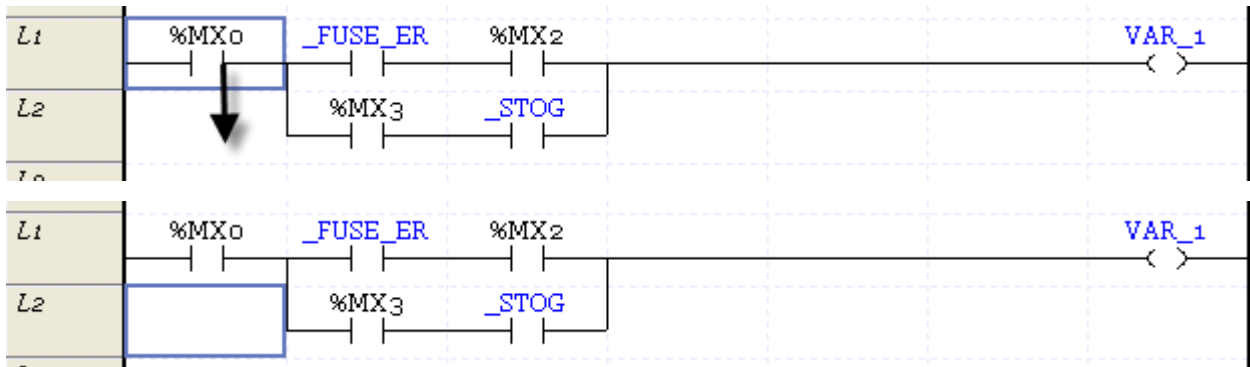 L1 %MX0 _FUSE_ER %MX2 VAR_1
L2 %MX3 _STOG
L1 %MX0 _FUSE_ER %MX2 VAR_1
L2 %MX3 _STOG